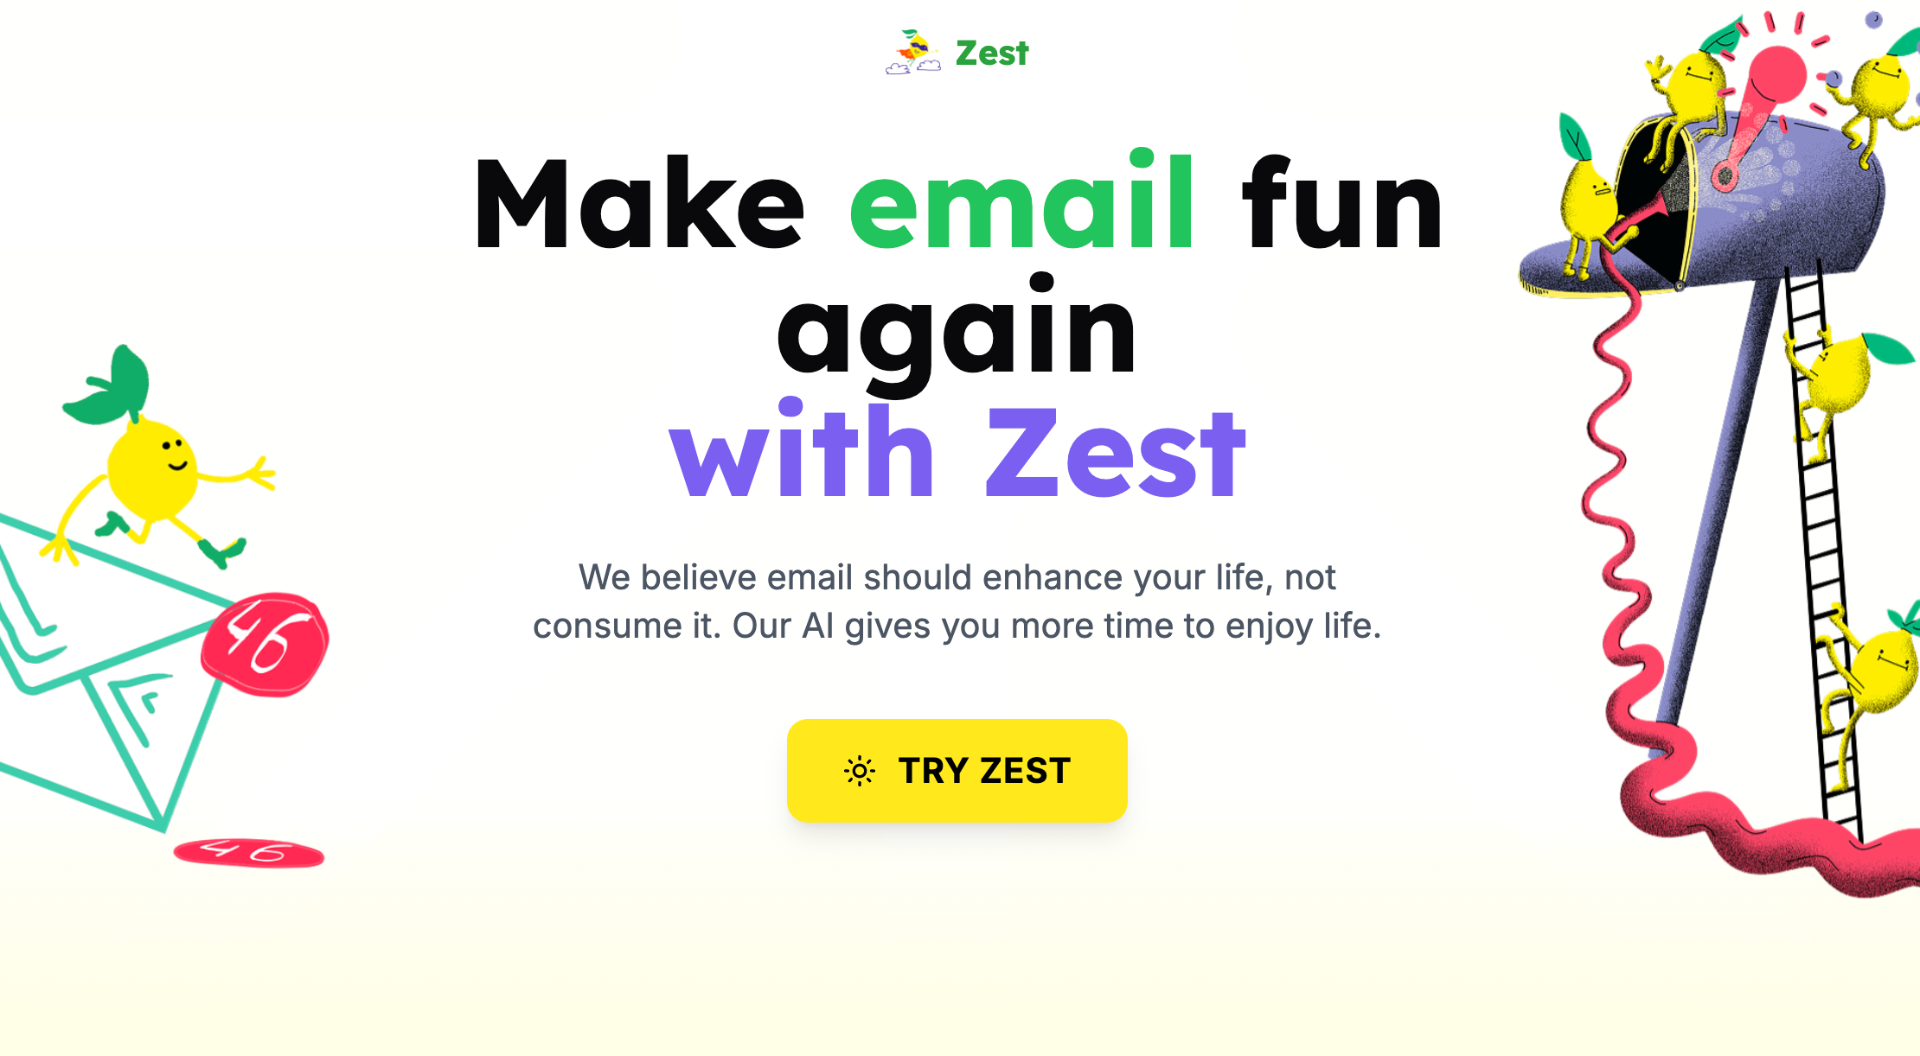 Zest
Make email fun
again
with Zest
We believe email should enhance your life, not
consume it. Our AI gives you more time to enjoy life.
46
TRY ZEST
46